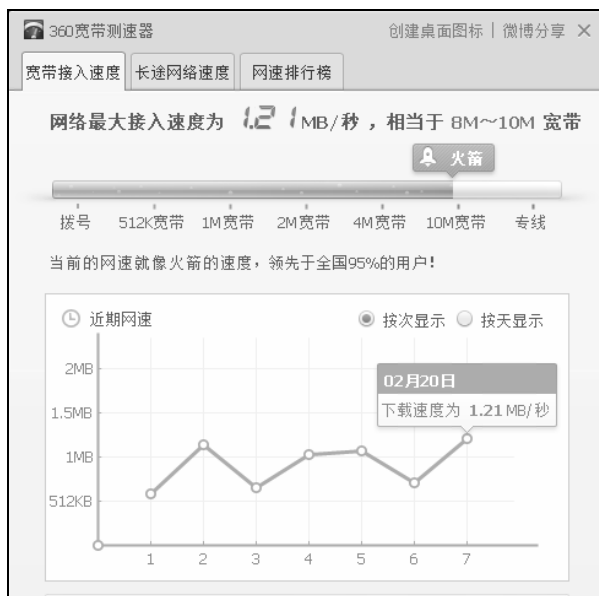 360宽带测速器 创建桌面图标 | 微博分享 ×
宽带接入速度 长途网络速度 网速排行榜
网络最大接入速度为 1.21MB/秒，相当于 8M～10M 宽带
火箭
拨号 512K宽带 1M宽带 2M宽带 4M宽带 10M宽带 专线
当前的网速就像火箭的速度，领先于全国95%的用户!
近期网速 按次显示 按天显示
2MB
02月20日
1.5MB
下载速度为 1.21MB/秒
1MB
512KB
1 2 3 4 5 6 7